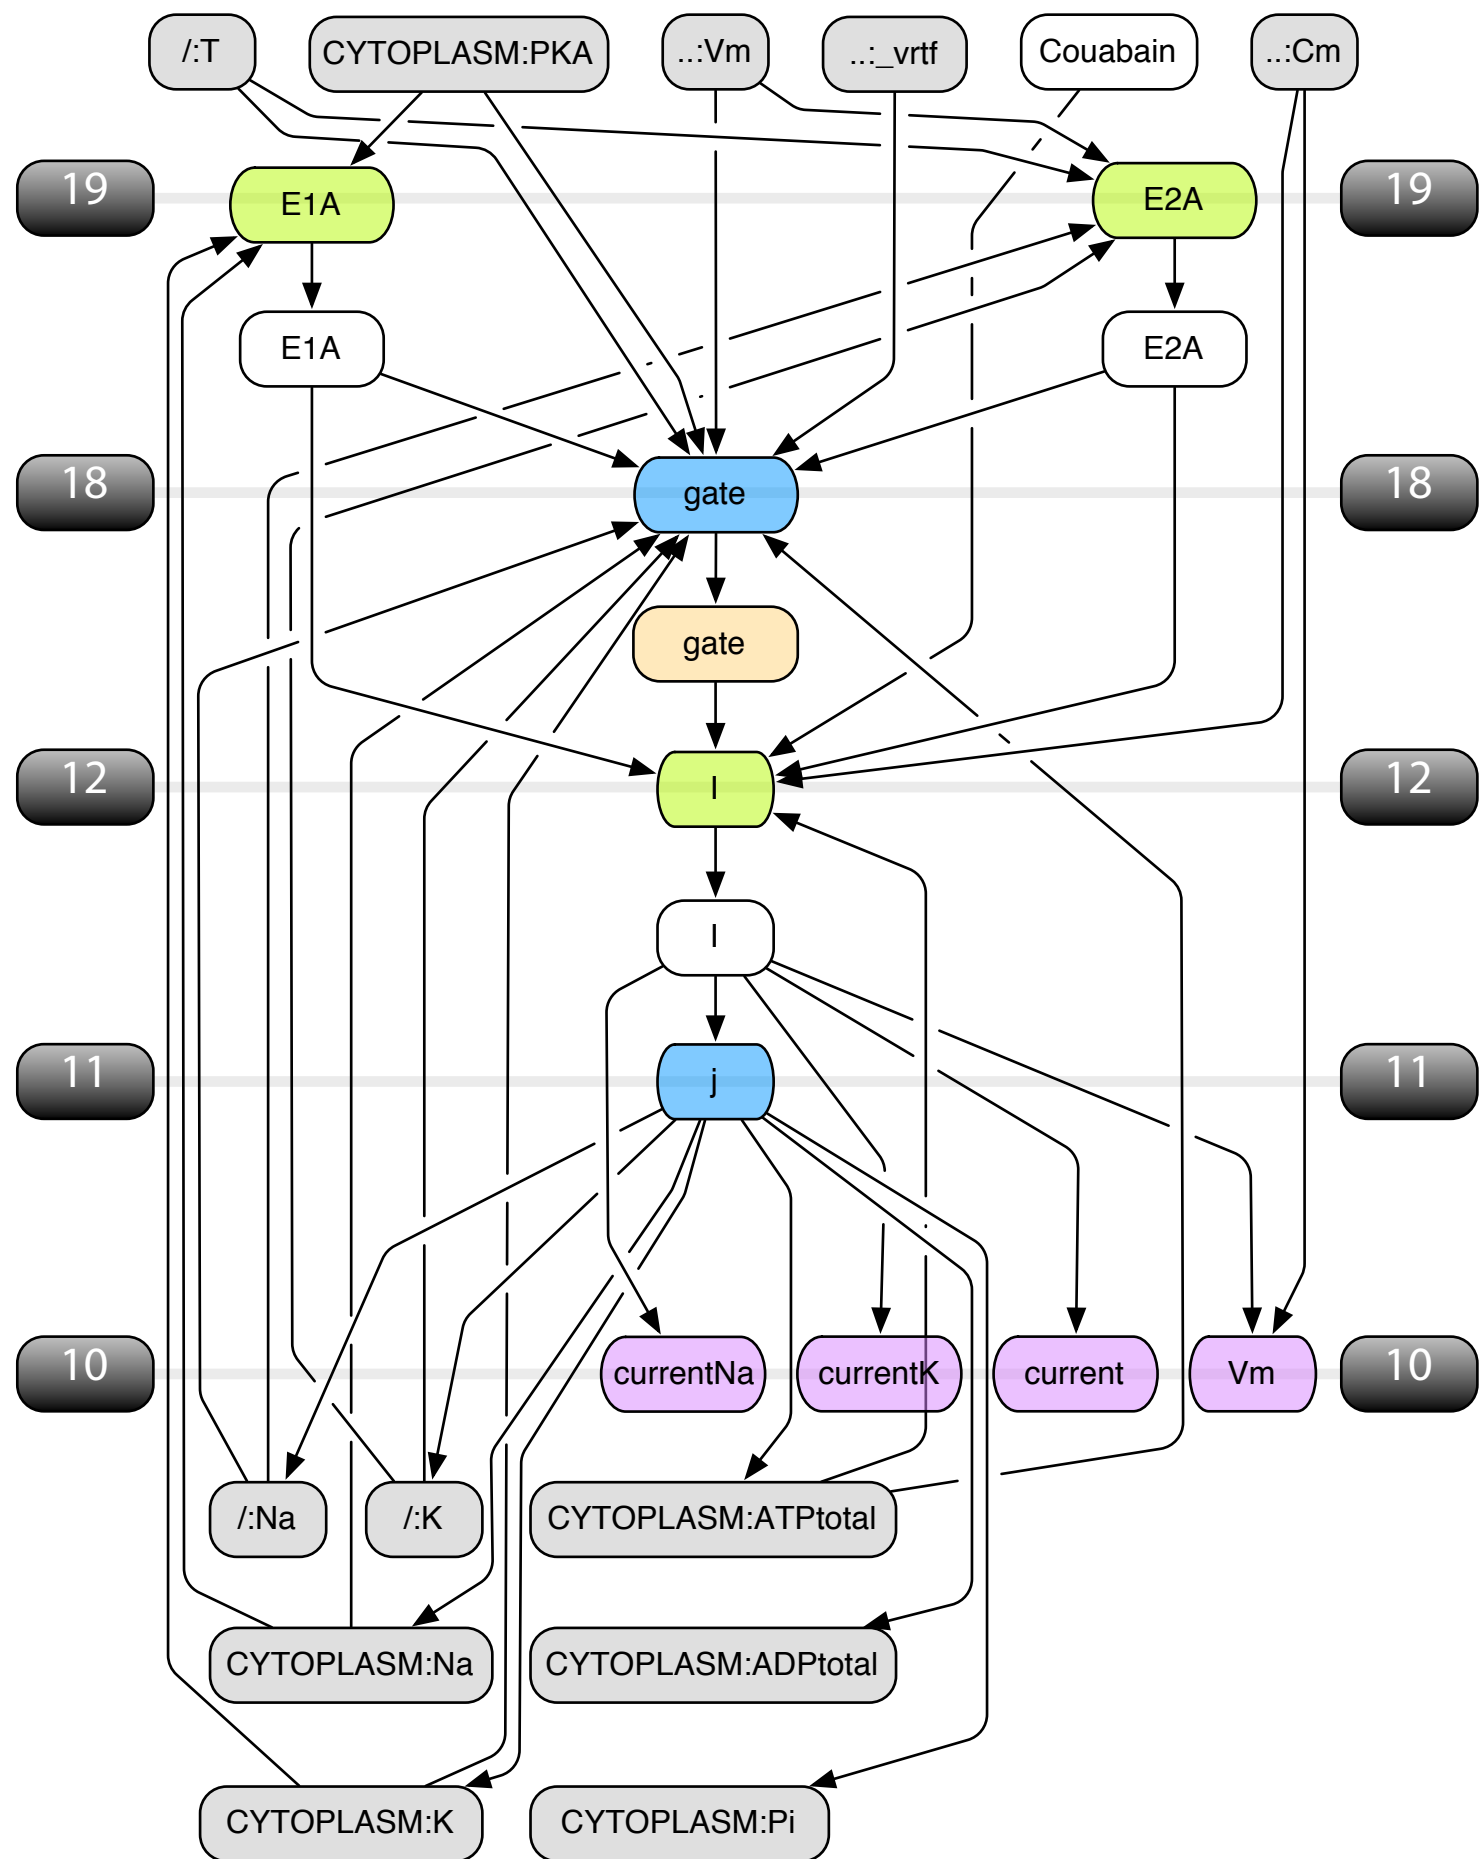 /:T
CYTOPLASM:PKA
..:Vm
..:_vrtf
Couabain
..:Cm
19
E1A
E2A
19
E1A
E2A
18
gate
18
gate
12
I
12
I
11
j
11
10
currentNa
currentK
current
Vm
10
/:Na
/:K
CYTOPLASM:ATPtotal
CYTOPLASM:Na
CYTOPLASM:ADPtotal
CYTOPLASM:K
CYTOPLASM:Pi